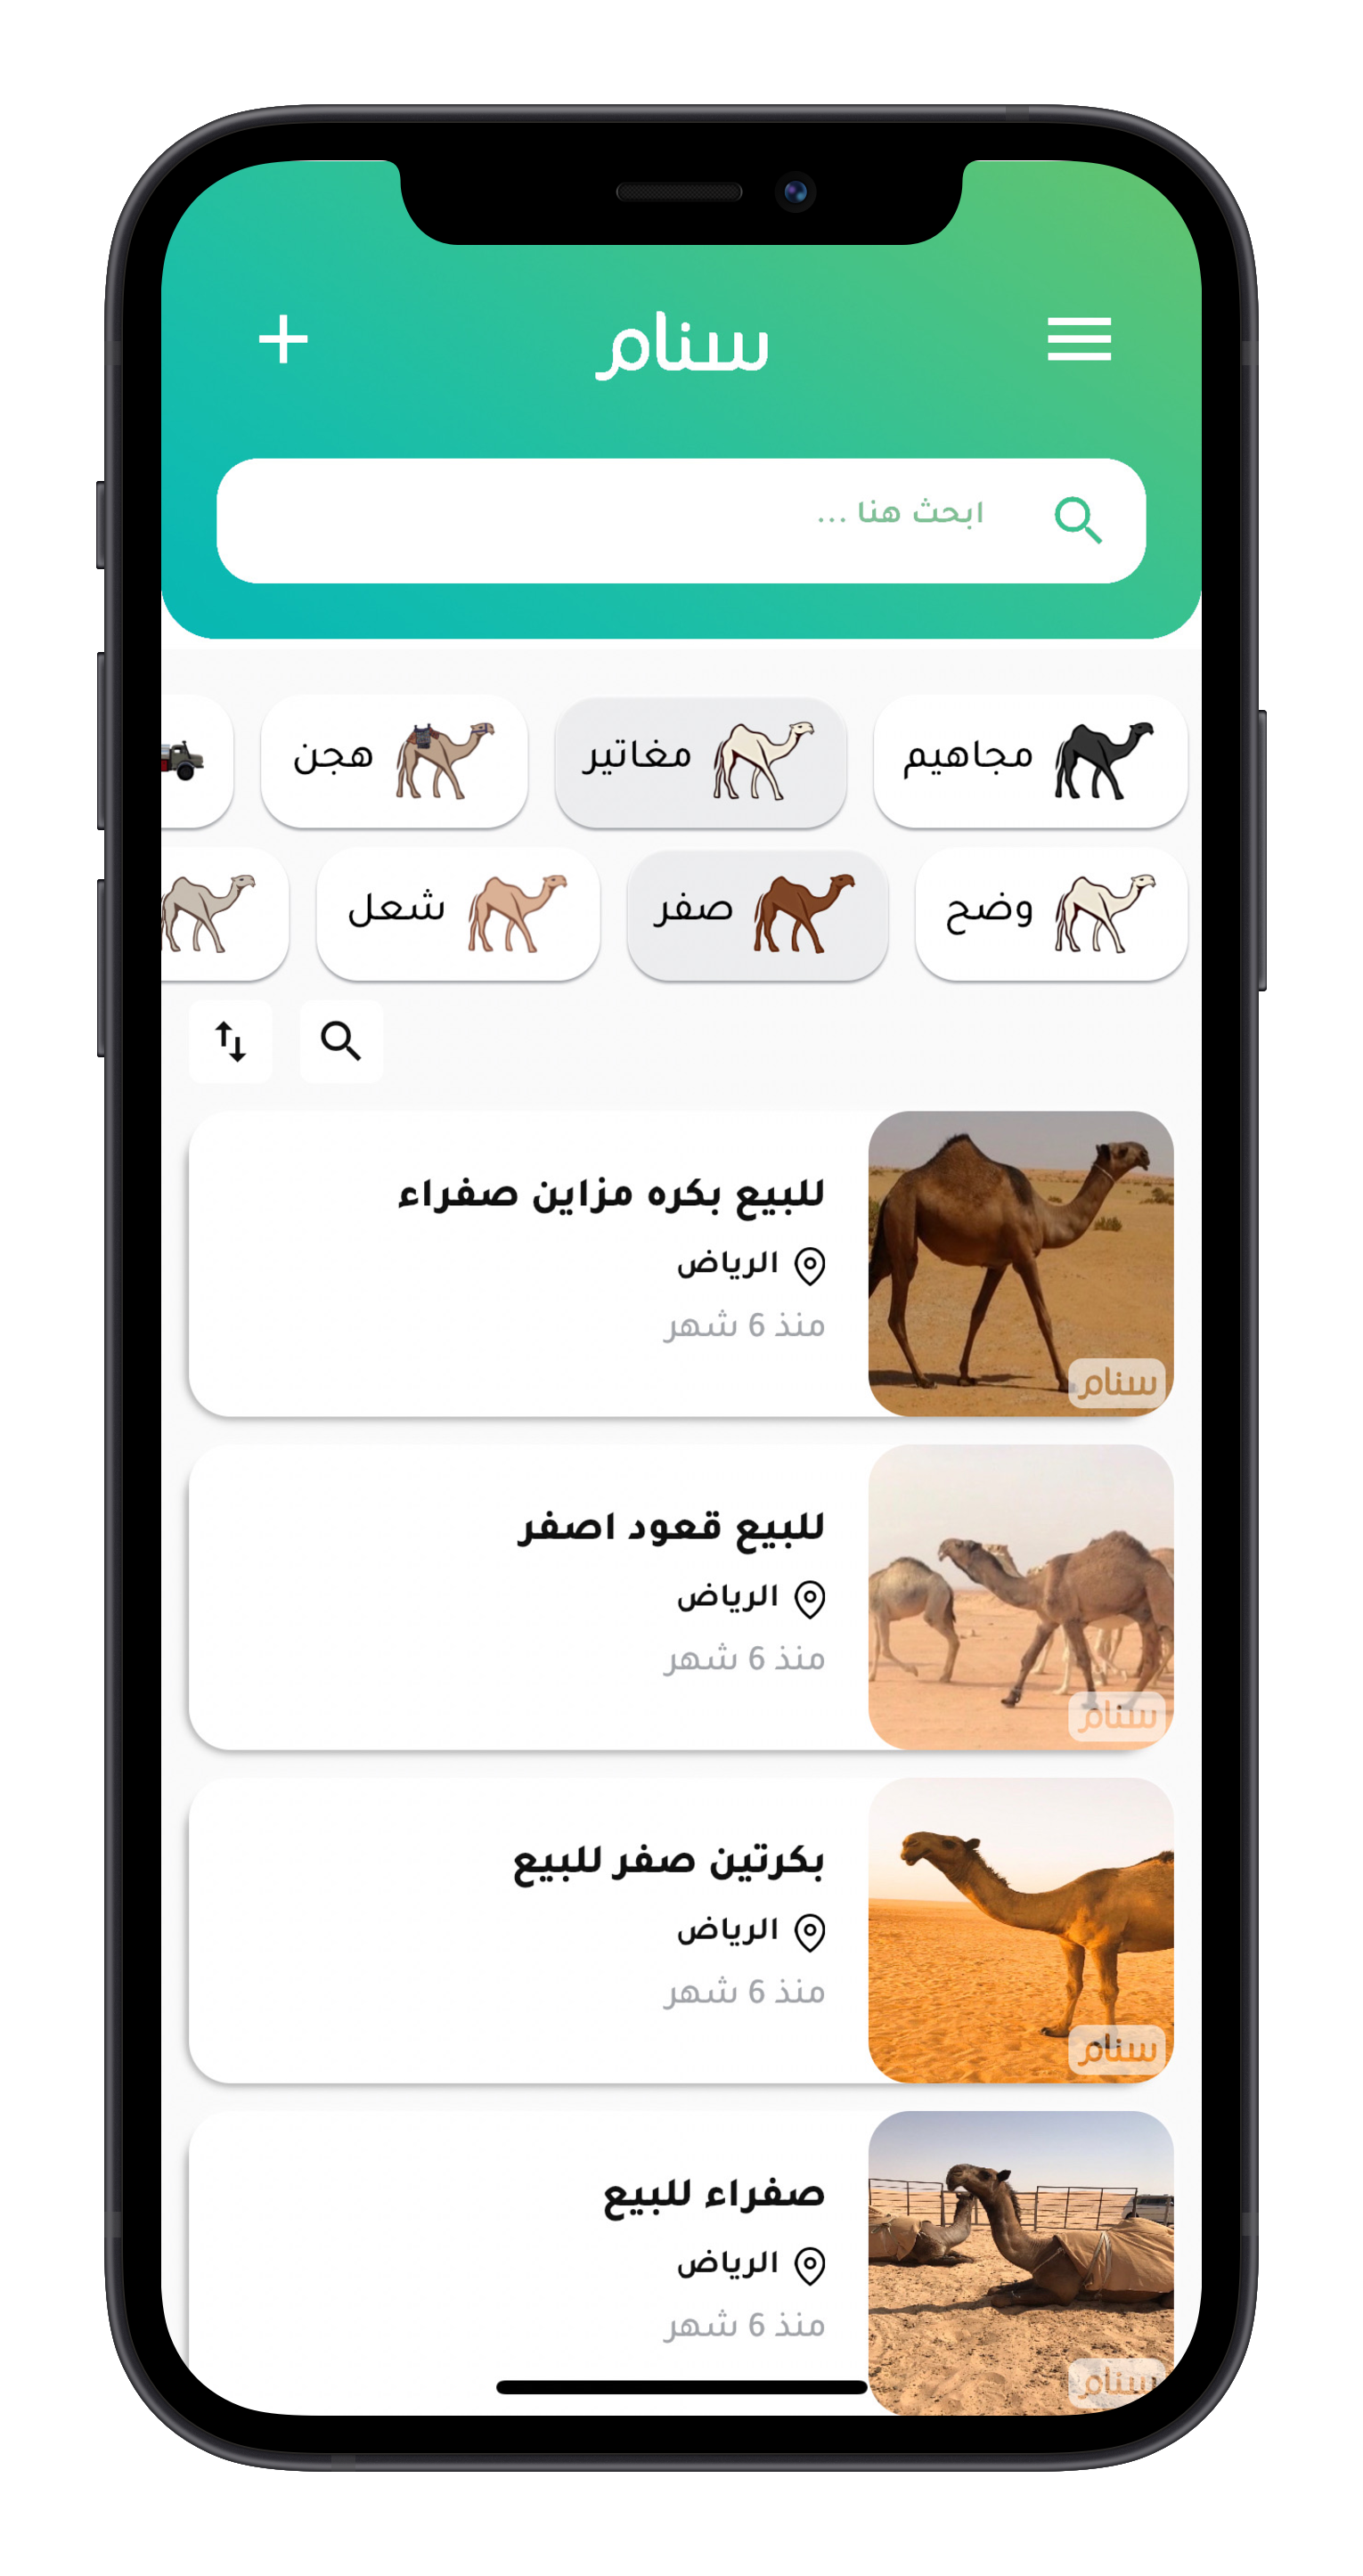 سنام
ابحث هنا ...
مجاهيم
مغاتير
هجن
وضح
صفر
شعل
للبيع بكره مزاين صفراء
الرياض
منذ 6 شهر
سنام
للبيع قعود اصفر
الرياض
منذ 6 شهر
سنام
بكرتين صفر للبيع
الرياض
منذ 6 شهر
سنام
صفراء للبيع
الرياض
منذ 6 شهر
سنام